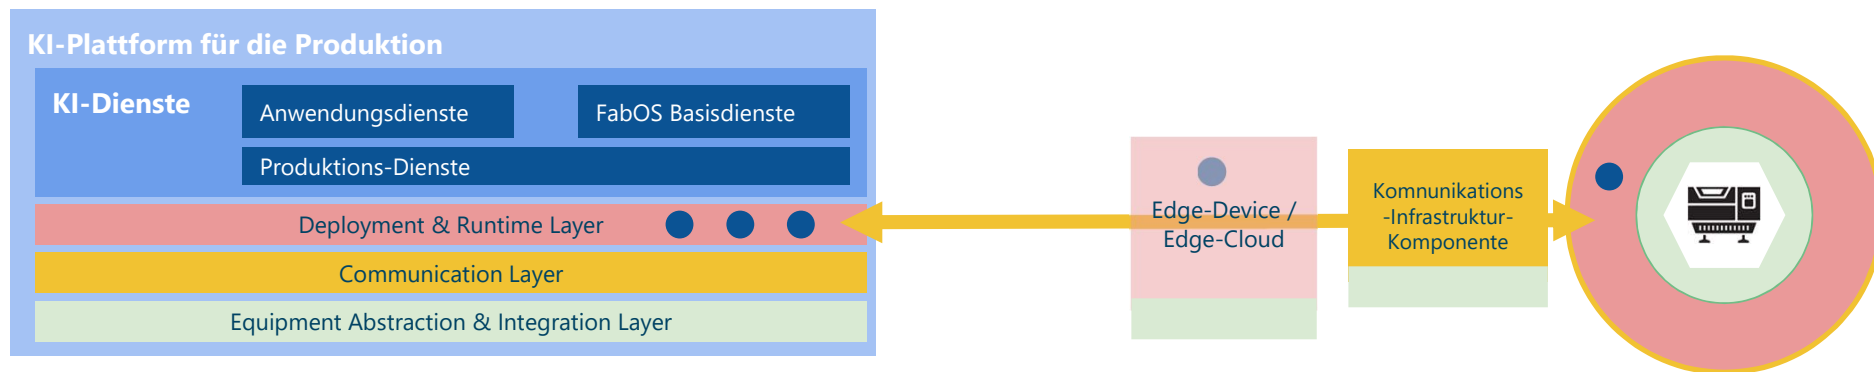 KI-Plattform für die Produktion
KI-Dienste
Anwendungsdienste
FabOS Basisdienste
Produktions-Dienste
Deployment & Runtime Layer
Communication Layer
Equipment Abstraction & Integration Layer
Edge-Device /
Edge-Cloud
Komnunikations
-Infrastruktur-
Komponente